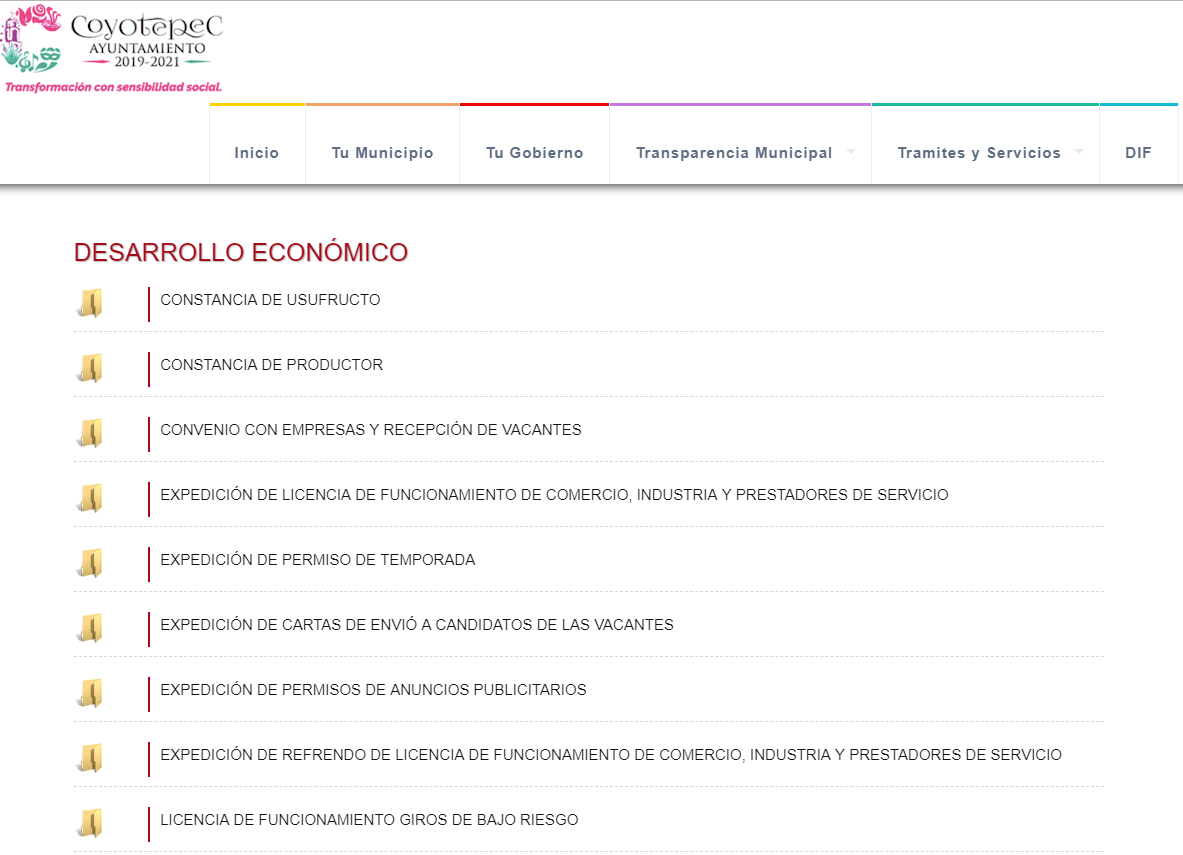 Coyotepec
AYUNTAMIENTO
2019-2021
Transformación con sensibilidad social.
Inicio
Tu Municipio
Tu Gobierno
Transparencia Municipal
Tramites y Servicios
DIF
DESARROLLO ECONÓMICO
CONSTANCIA DE USUFRUCTO
CONSTANCIA DE PRODUCTOR
CONVENIO CON EMPRESAS Y RECEPCIÓN DE VACANTES
EXPEDICIÓN DE LICENCIA DE FUNCIONAMIENTO DE COMERCIO, INDUSTRIA Y PRESTADORES DE SERVICIO
EXPEDICIÓN DE PERMISO DE TEMPORADA
EXPEDICIÓN DE CARTAS DE ENVIÓ A CANDIDATOS DE LAS VACANTES
EXPEDICIÓN DE PERMISOS DE ANUNCIOS PUBLICITARIOS
EXPEDICIÓN DE REFRENDO DE LICENCIA DE FUNCIONAMIENTO DE COMERCIO, INDUSTRIA Y PRESTADORES DE SERVICIO
LICENCIA DE FUNCIONAMIENTO GIROS DE BAJO RIESGO